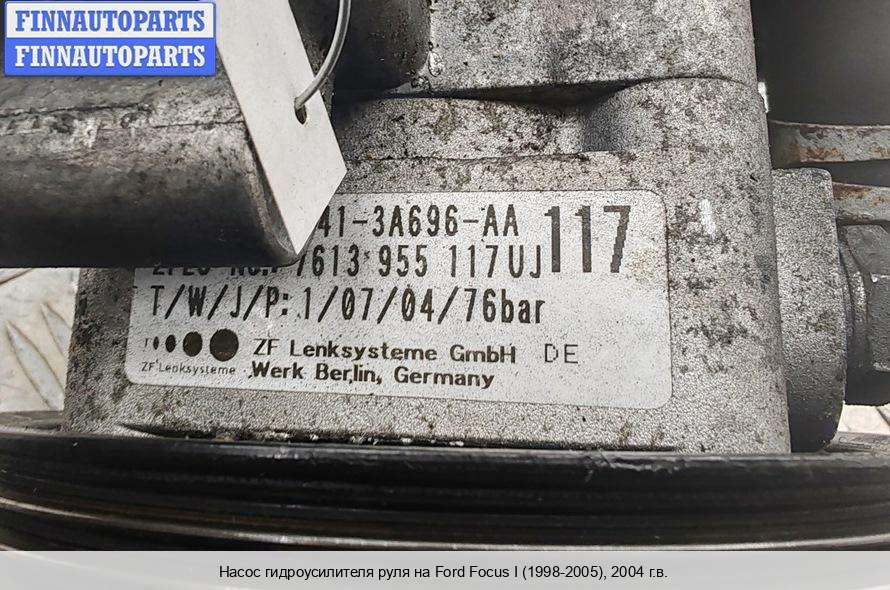 FINNAUTOPARTS
FINNAUTOPARTS
41-3A696-AA 117
7613 955 117UJ
T/W/J/P: 1/07/04/76bar
ZF Lenksysteme GmbH DE
ZF Lenksysteme Werk Berlin, Germany
Насос гидроусилителя руля на Ford Focus I (1998-2005), 2004 г.в.